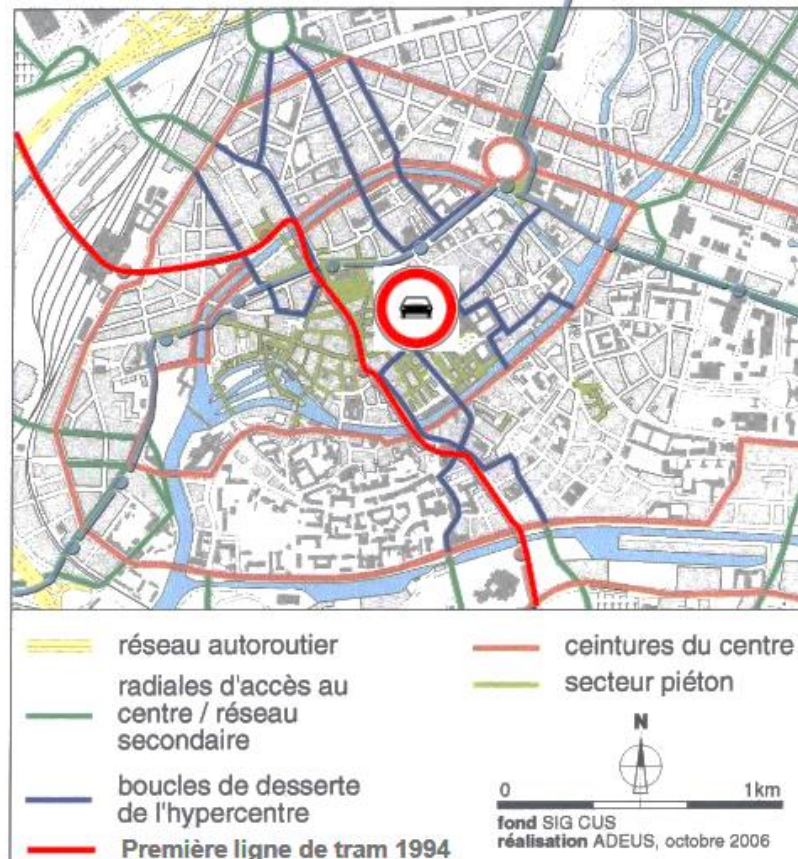 réseau autoroutier
radiales d'accès au
centre / réseau
secondaire
boucles de desserte
de l'hypercentre
Première ligne de tram 1994
ceintures du centre
secteur piéton
N
0 1km
fond SIG CUS
réalisation ADEUS, octobre 2006